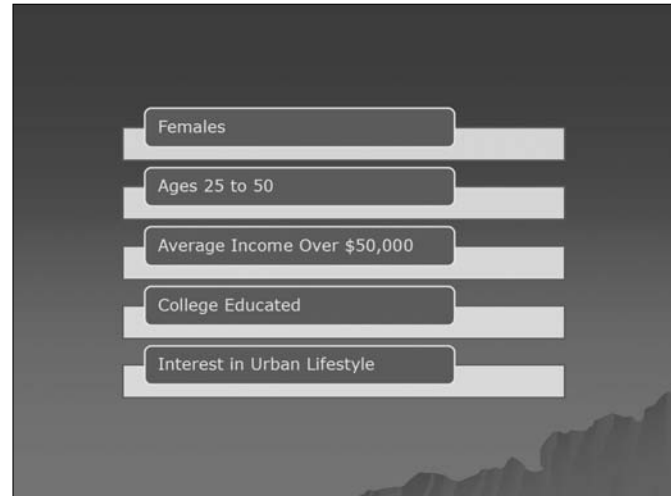 Females
Ages 25 to 50
Average Income Over $50,000
College Educated
Interest in Urban Lifestyle